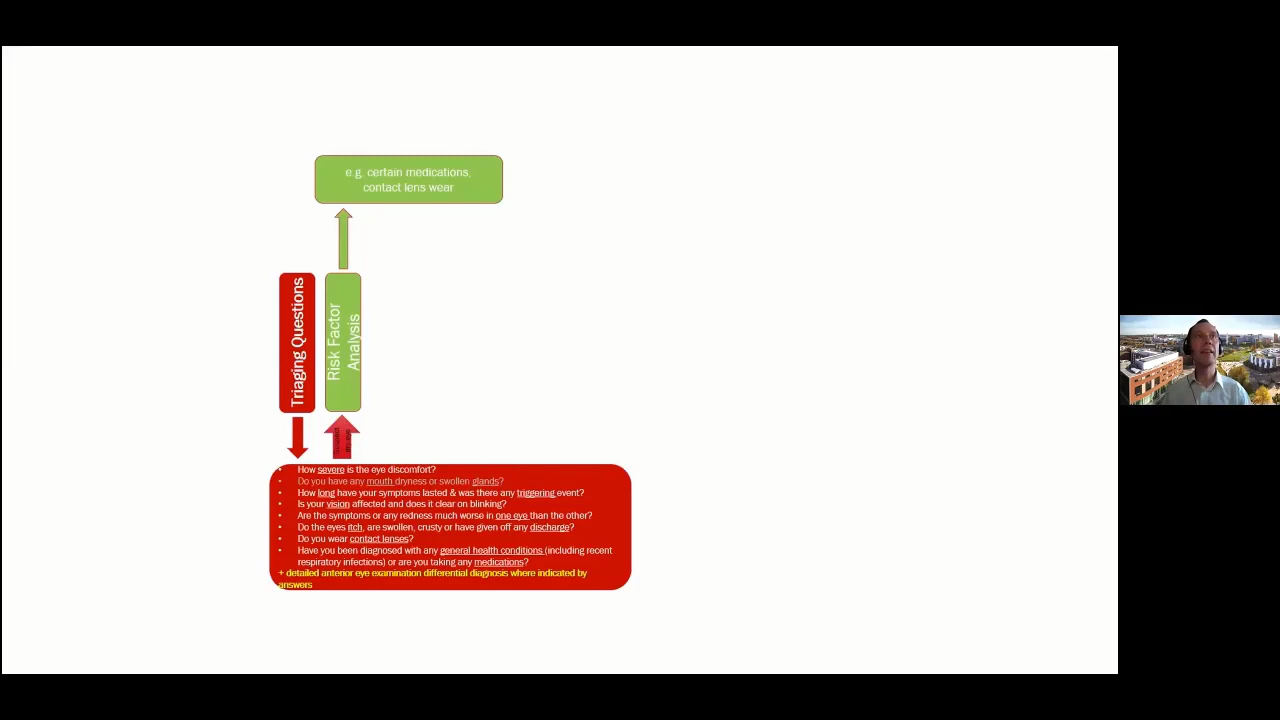 e.g. certain medications,
contact lens wear
Triaging Questions
Risk Factor
Analysis
• How severe is the eye discomfort?
• Do you have any mouth dryness or swollen glands?
• How long have your symptoms lasted & was there any triggering event?
• Is your vision affected and does it clear on blinking?
• Are the symptoms or any redness much worse in one eye than the other?
• Do the eyes itch, are swollen, crusty or have given off any discharge?
• Do you wear contact lenses?
• Have you been diagnosed with any general health conditions (including recent
respiratory infections) or are you taking any medications?
+ detailed anterior eye examination differential diagnosis where indicated by
answers